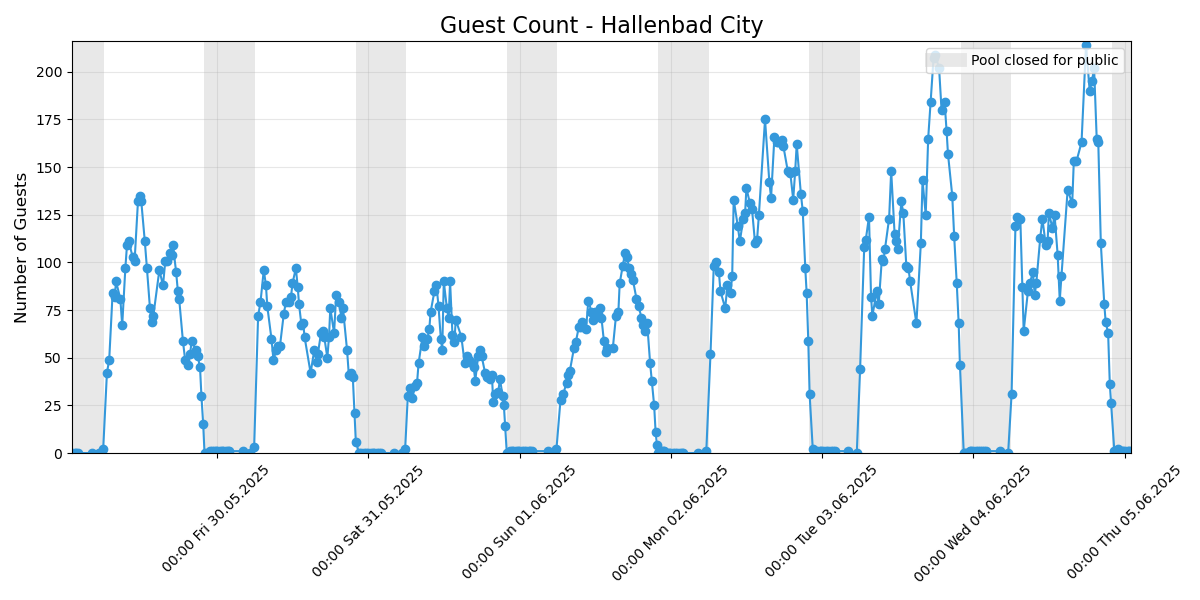 Guest Count - Hallenbad City
Pool closed for public
Number of Guests
200
175
150
125
100
75
50
25
0
00:00 Fri 30.05.2025
00:00 Sat 31.05.2025
00:00 Sun 01.06.2025
00:00 Mon 02.06.2025
00:00 Tue 03.06.2025
00:00 Wed 04.06.2025
00:00 Thu 05.06.2025